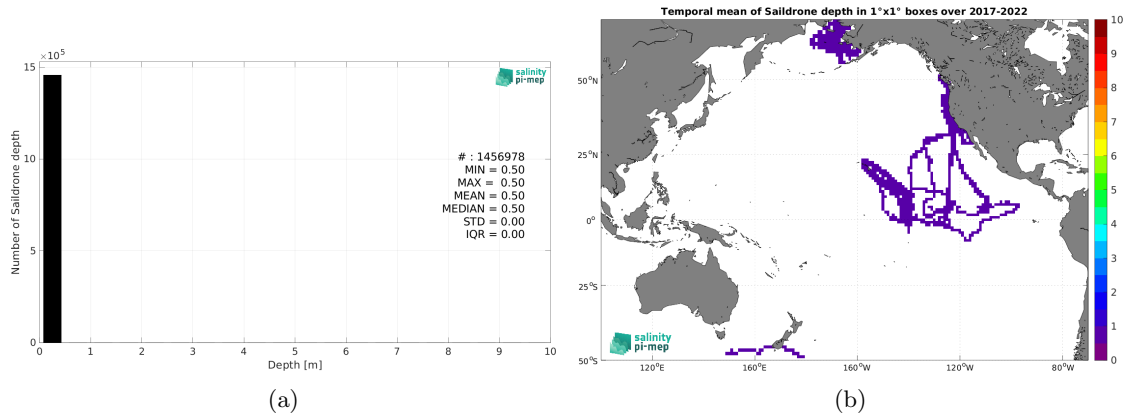 ×10⁵
15
10
5
0
Number of Saildrone depth
0 1 2 3 4 5 6 7 8 9 10
Depth [m]
salinity
pi-mep
# : 1456978
MIN = 0.50
MAX = 0.50
MEAN = 0.50
MEDIAN = 0.50
STD = 0.00
IQR = 0.00
(a)
Temporal mean of Saildrone depth in 1°x1° boxes over 2017-2022
50°N
25°N
0°
25°S
50°S
120°E 160°E 160°W 120°W 80°W
salinity
pi-mep
10
9
8
7
6
5
4
3
2
1
0
(b)